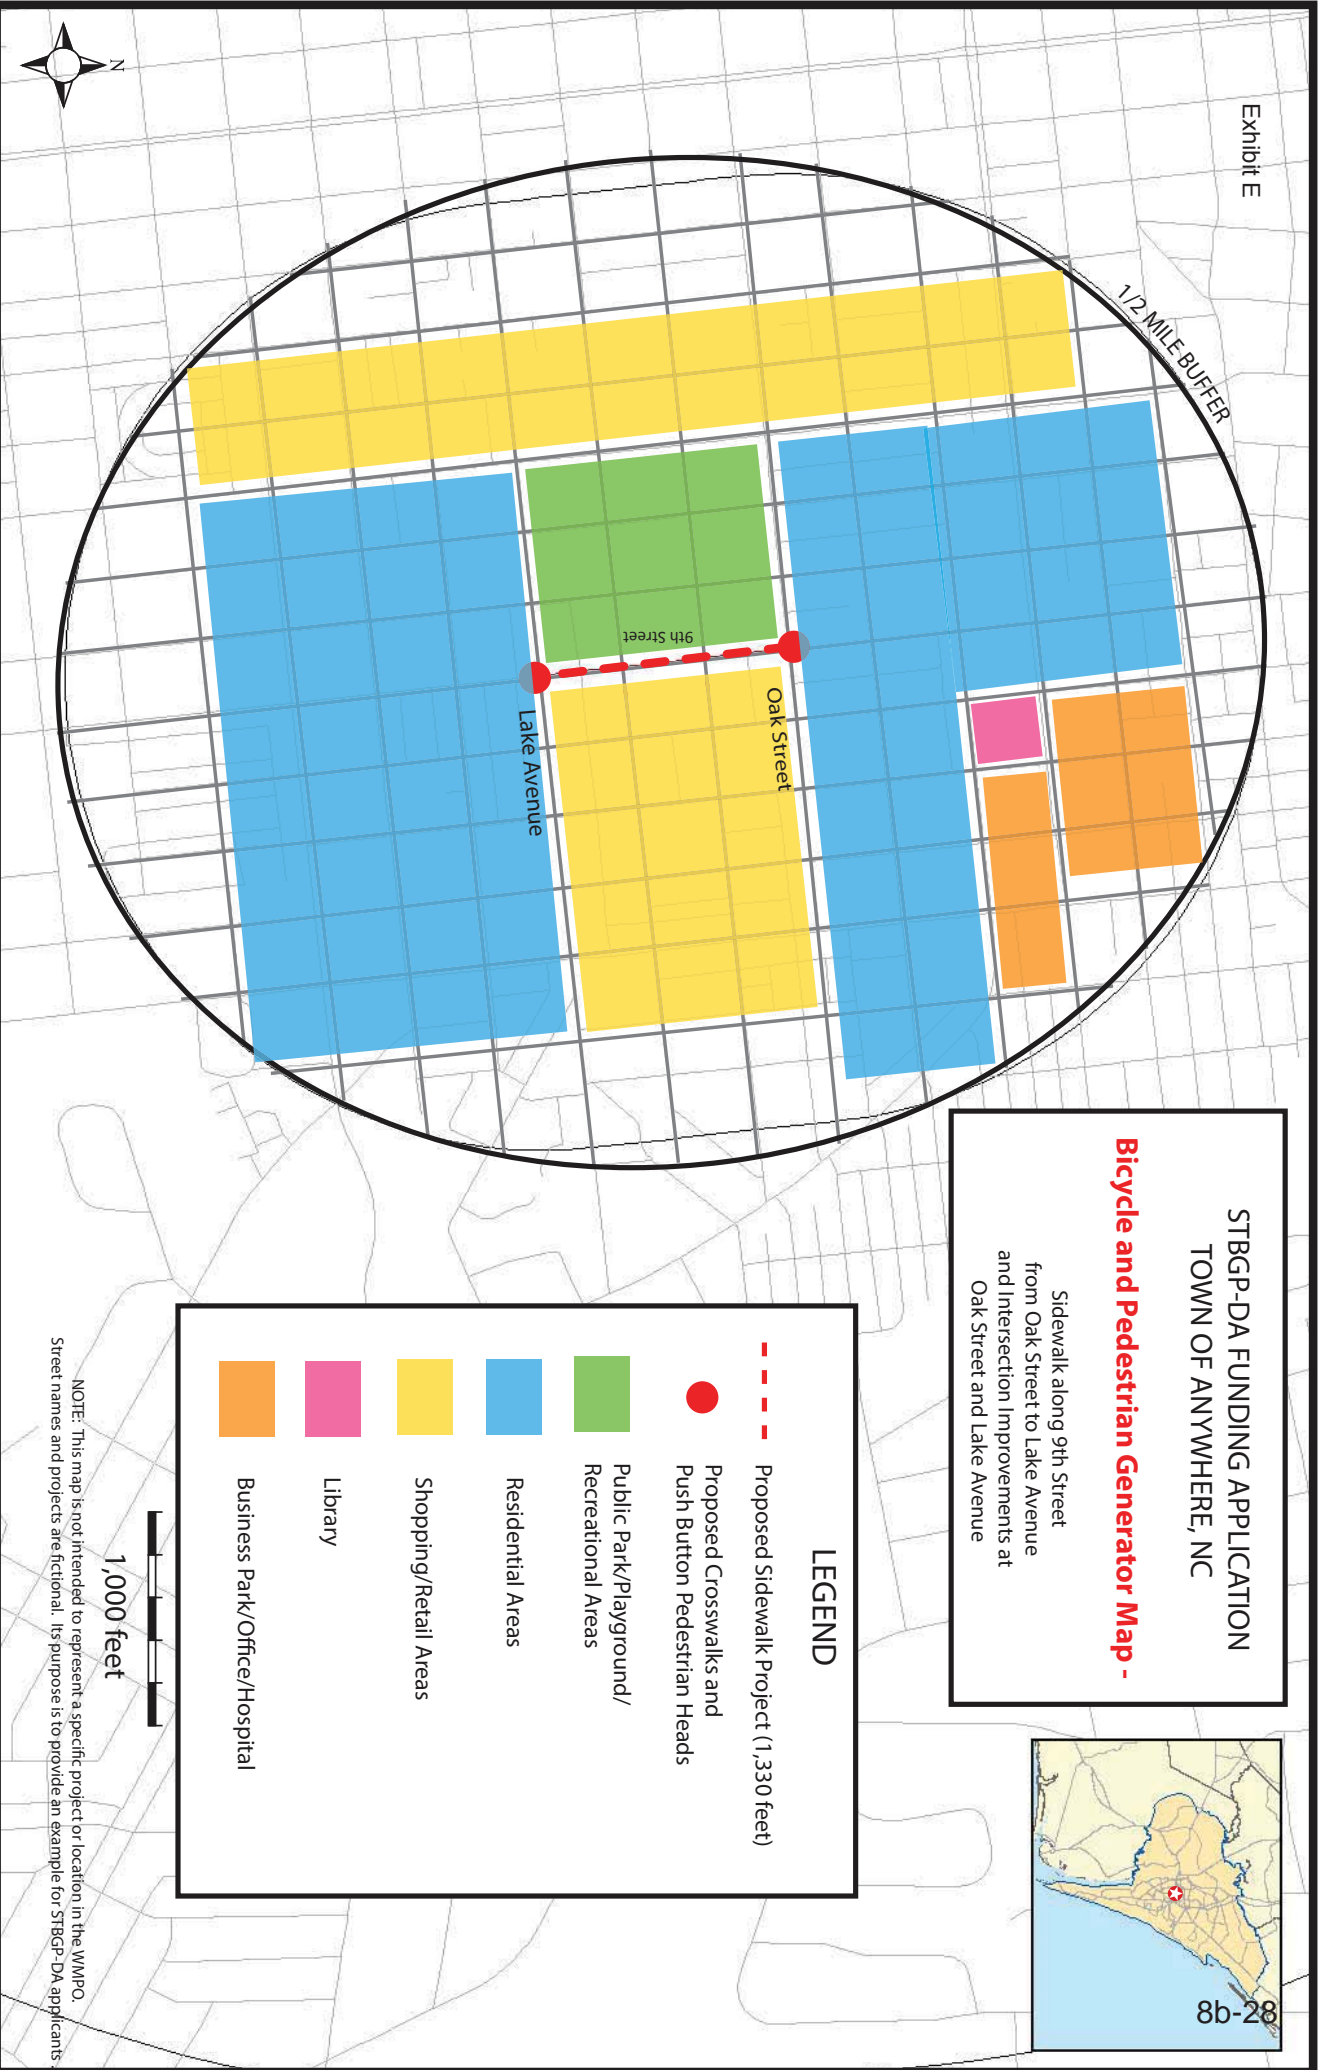 Exhibit E
N
1/2 MILE BUFFER
9th Street
Oak Street
Lake Avenue
STBGP-DA FUNDING APPLICATION
TOWN OF ANYWHERE, NC
Bicycle and Pedestrian Generator Map -
Sidewalk along 9th Street
from Oak Street to Lake Avenue
and Intersection Improvements at
Oak Street and Lake Avenue
LEGEND
Proposed Sidewalk Project (1,330 feet)
Proposed Crosswalks and
Push Button Pedestrian Heads
Public Park/Playground/
Recreational Areas
Residential Areas
Shopping/Retail Areas
Library
Business Park/Office/Hospital
1,000 feet
NOTE: This map is not intended to represent a specific project or location in the WMPO.
Street names and projects are fictional. Its purpose is to provide an example for STBGP-DA applicants.
8b-28